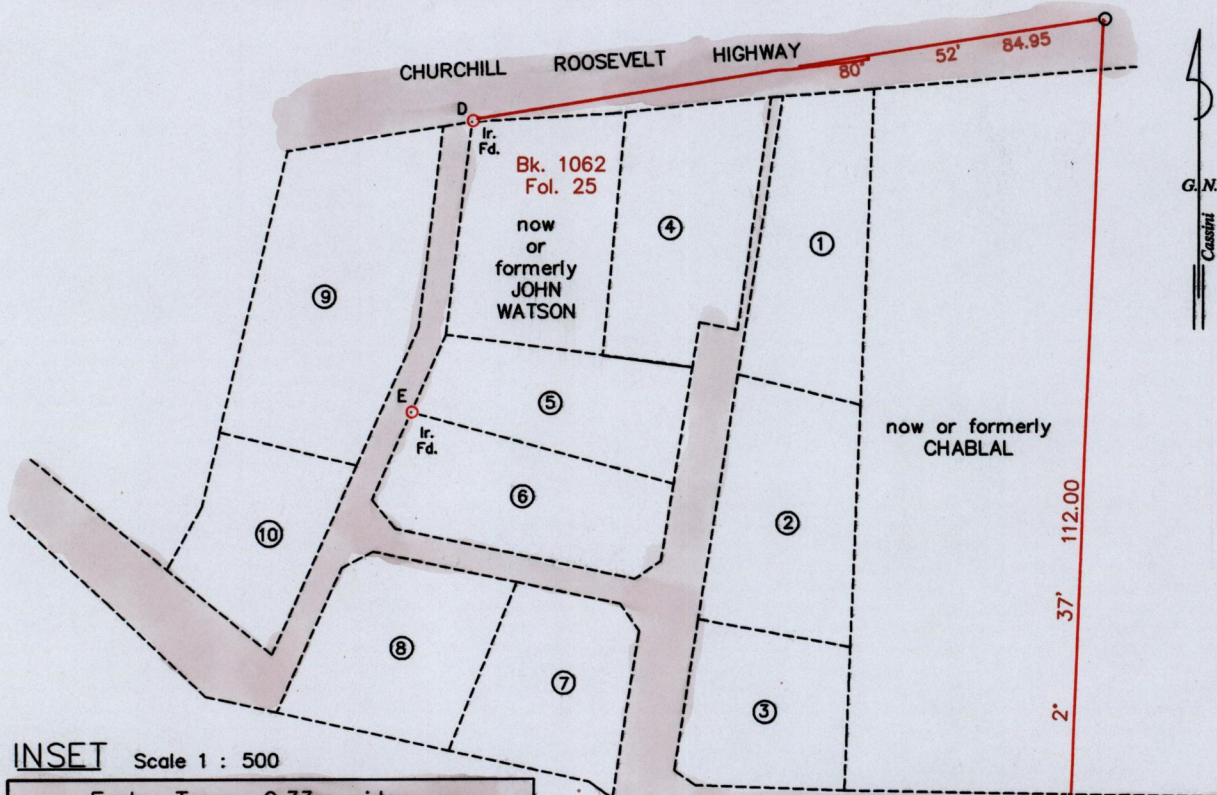 CHURCHILL ROOSEVELT HIGHWAY
80° 52' 84.95
D
Ir.
Fd.
Bk. 1062
Fol. 25
now
or
formerly
JOHN
WATSON
4
1
G.N.
Cassini
9
E
Ir.
Fd.
5
now or formerly
CHABLAL
6
2
10
2° 37' 112.00
8
7
3
INSET Scale 1 : 500